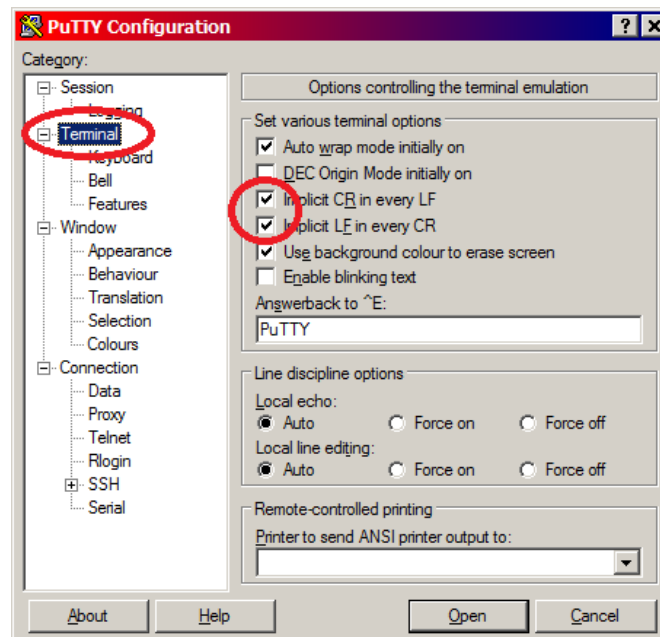 PuTTY Configuration
Category:
Session
Logging
Terminal
Keyboard
Bell
Features
Window
Appearance
Behaviour
Translation
Selection
Colours
Connection
Data
Proxy
Telnet
Rlogin
SSH
Serial
Options controlling the terminal emulation
Set various terminal options
Auto wrap mode initially on
DEC Origin Mode initially on
Implicit CR in every LF
Implicit LF in every CR
Use background colour to erase screen
Enable blinking text
Answerback to ^E:
PuTTY
Line discipline options
Local echo:
Auto Force on Force off
Local line editing:
Auto Force on Force off
Remote-controlled printing
Printer to send ANSI printer output to:
About Help Open Cancel